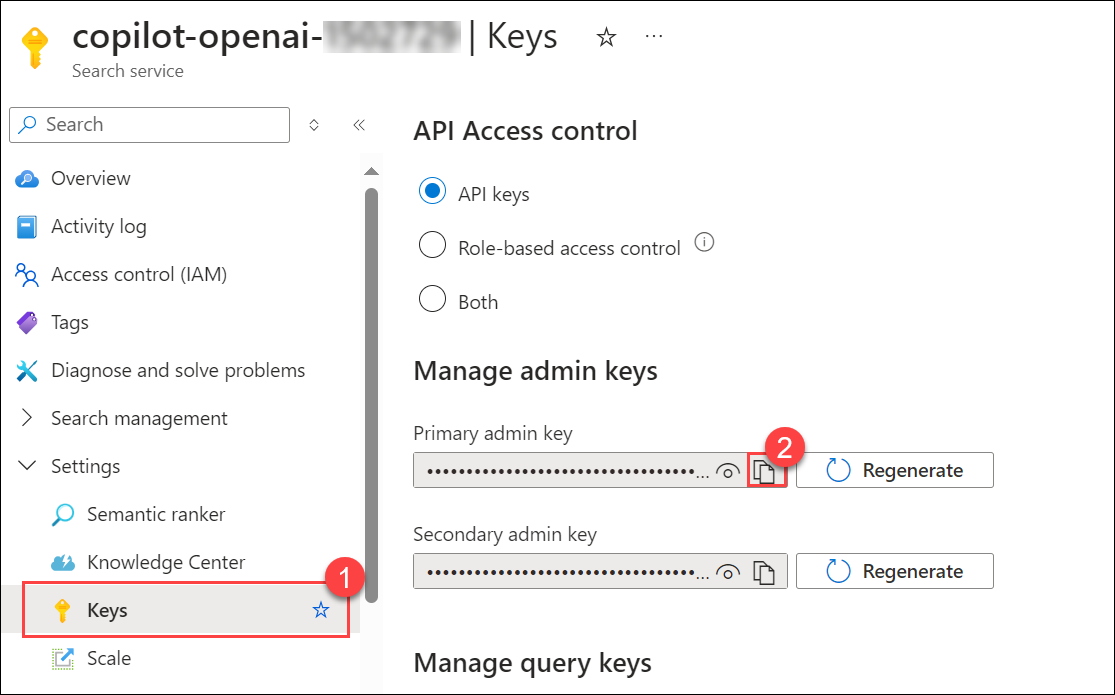 copilot-openai- | Keys
Search service
Search
Overview
Activity log
Access control (IAM)
Tags
Diagnose and solve problems
Search management
Settings
Semantic ranker
Knowledge Center
1
Keys
Scale
API Access control
API keys
Role-based access control
Both
Manage admin keys
Primary admin key
2
••••••••••••••••••••••••••••••••••... Regenerate
Secondary admin key
••••••••••••••••••••••••••••••••••... Regenerate
Manage query keys